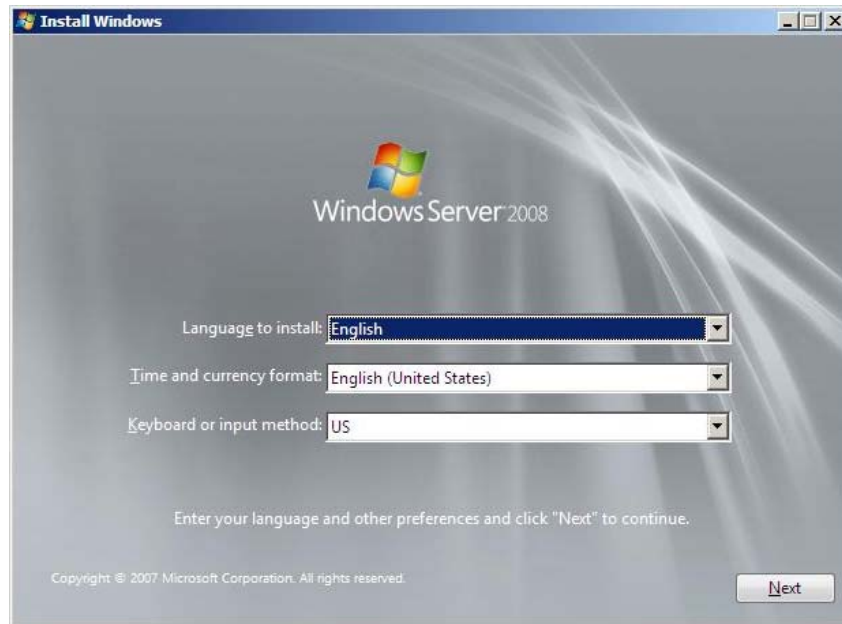 Install Windows
Windows Server 2008
Language to install: English
Time and currency format: English (United States)
Keyboard or input method: US
Enter your language and other preferences and click "Next" to continue.
Copyright © 2007 Microsoft Corporation. All rights reserved.
Next